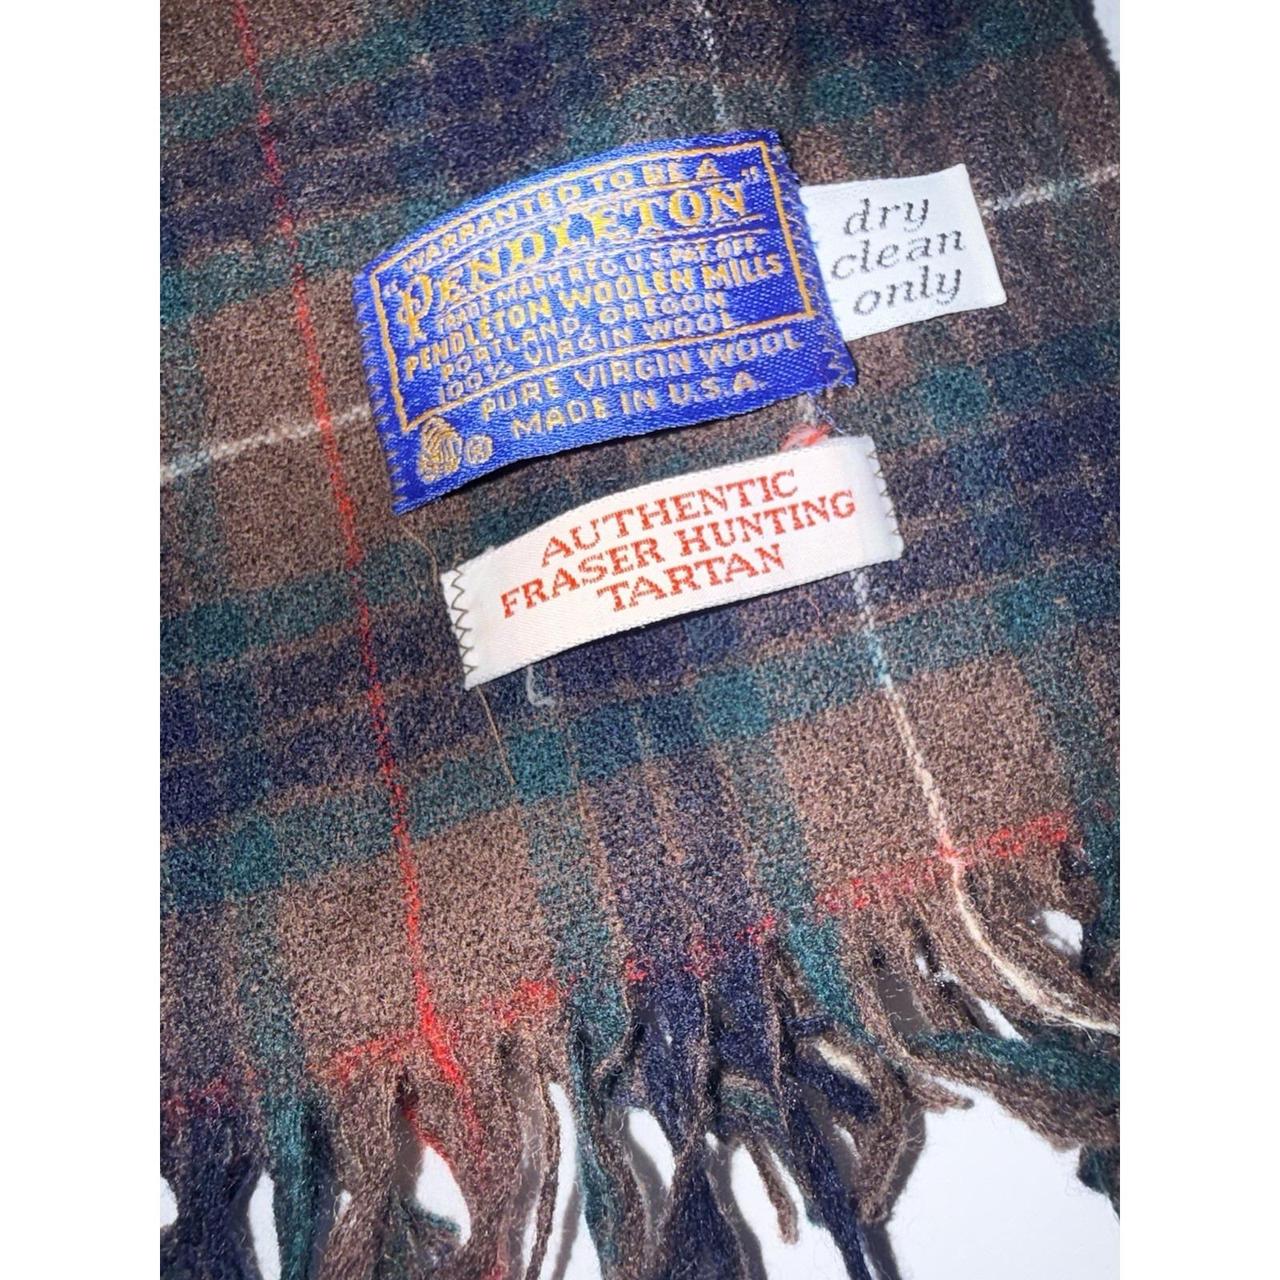 WARRANTED TO BE A
"PENDLETON"
TRADE MARK REG. U.S. PAT. OFF.
PENDLETON WOOLEN MILLS
PORTLAND, OREGON
100% VIRGIN WOOL
PURE VIRGIN WOOL
® MADE IN U.S.A.
dry
clean
only
AUTHENTIC
FRASER HUNTING
TARTAN